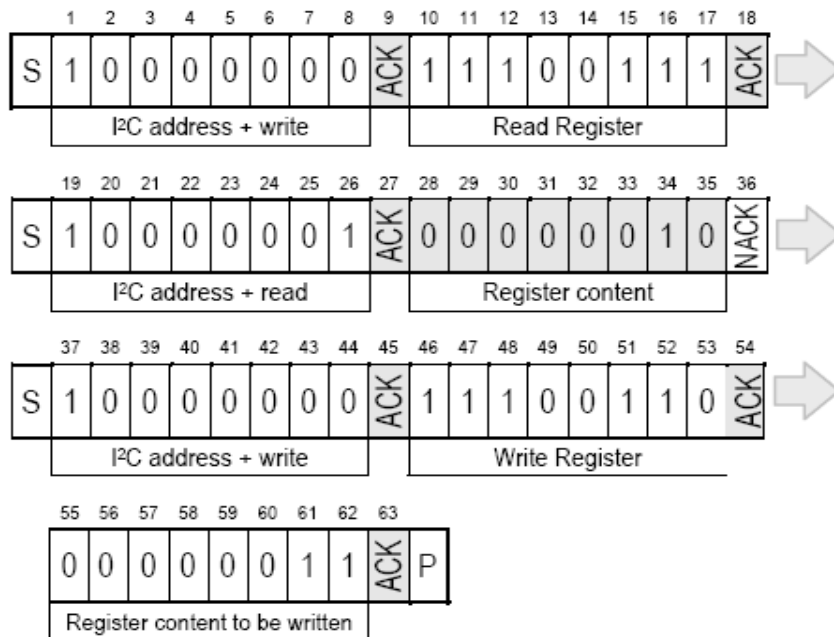 1 2 3 4 5 6 7 8 9 10 11 12 13 14 15 16 17 18
S 1 0 0 0 0 0 0 0 ACK 1 1 1 0 0 1 1 1 ACK
I²C address + write Read Register
19 20 21 22 23 24 25 26 27 28 29 30 31 32 33 34 35 36
S 1 0 0 0 0 0 0 1 ACK 0 0 0 0 0 0 1 0 NACK
I²C address + read Register content
37 38 39 40 41 42 43 44 45 46 47 48 49 50 51 52 53 54
S 1 0 0 0 0 0 0 0 ACK 1 1 1 0 0 1 1 0 ACK
I²C address + write Write Register
55 56 57 58 59 60 61 62 63
0 0 0 0 0 0 1 1 ACK P
Register content to be written